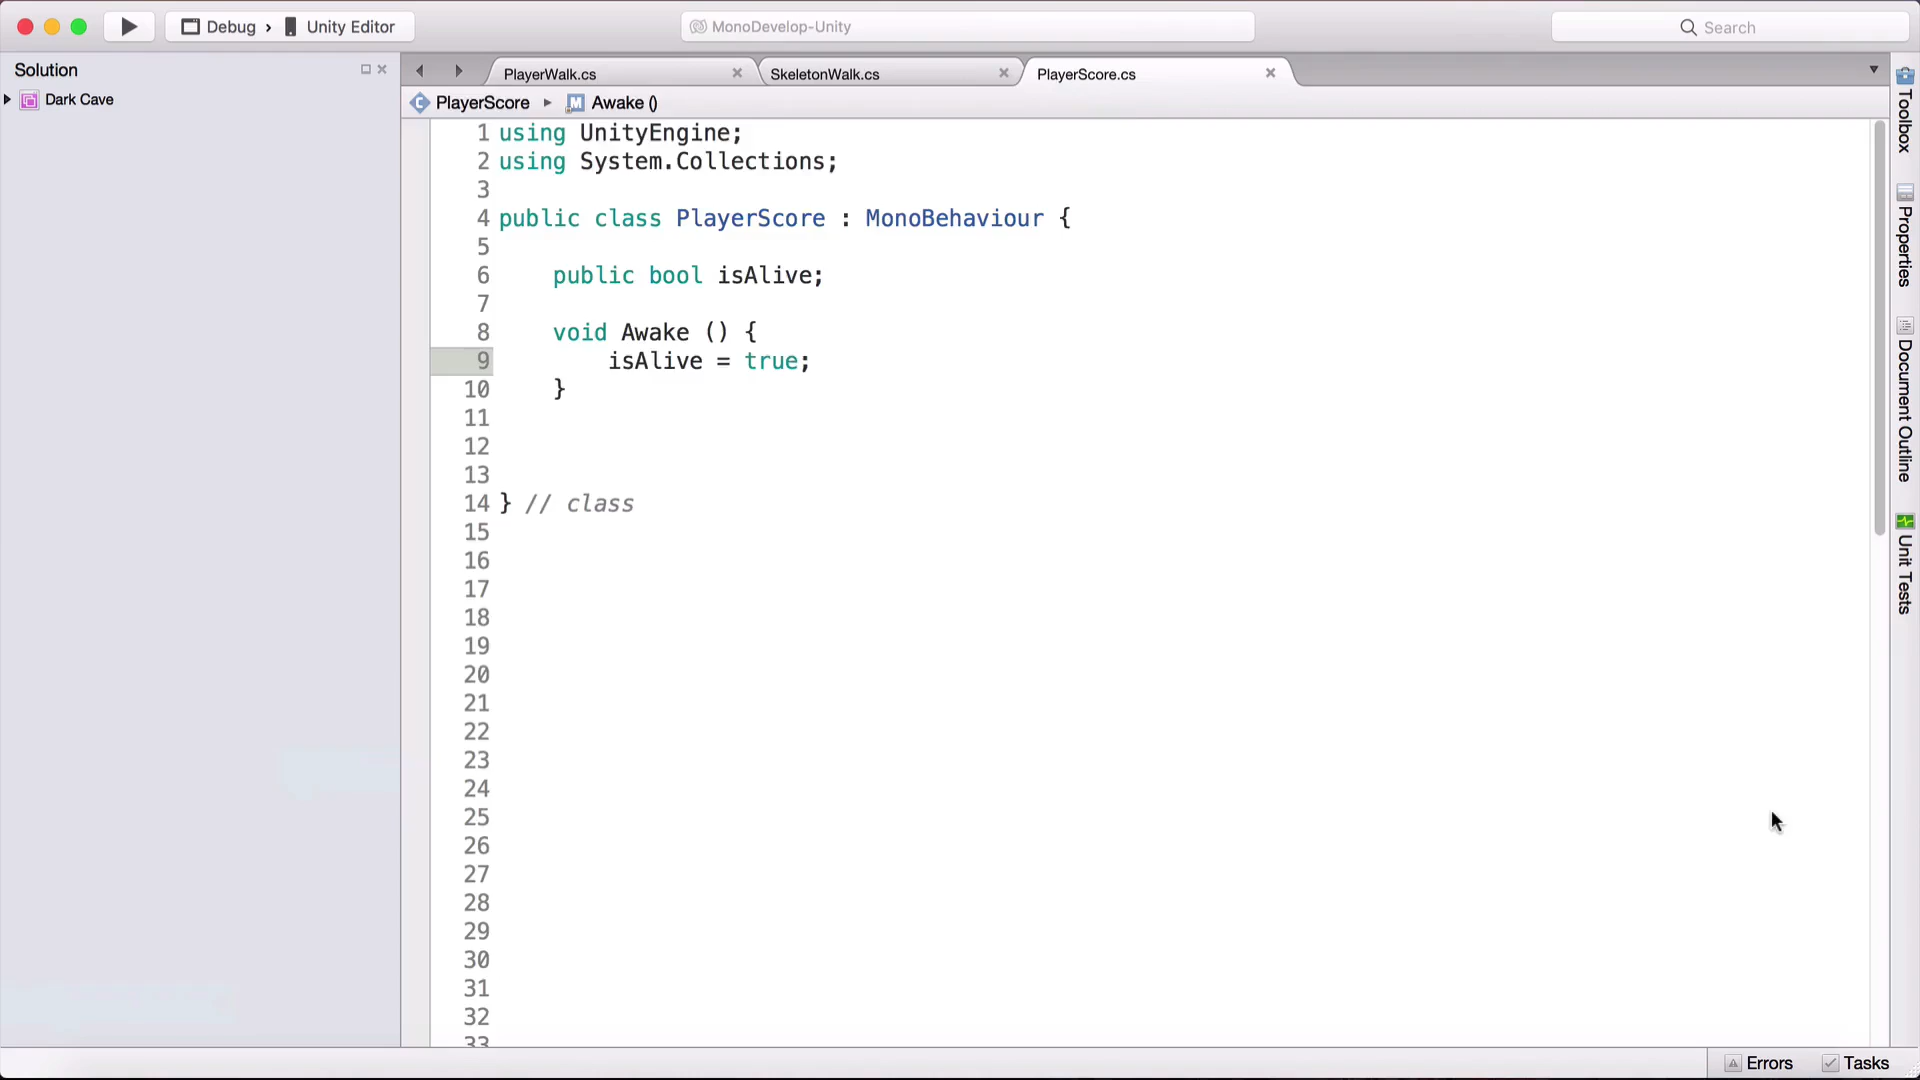 Debug › Unity Editor
MonoDevelop-Unity
Search
Solution
Dark Cave
PlayerWalk.cs
SkeletonWalk.cs
PlayerScore.cs
PlayerScore
Awake ()
1 using UnityEngine;
2 using System.Collections;
3
4 public class PlayerScore : MonoBehaviour {
5
6 public bool isAlive;
7
8 void Awake () {
9 isAlive = true;
10 }
11
12
13
14 } // class
15
16
17
18
19
20
21
22
23
24
25
26
27
28
29
30
31
32
33
Toolbox
Properties
Document Outline
Unit Tests
Errors
Tasks